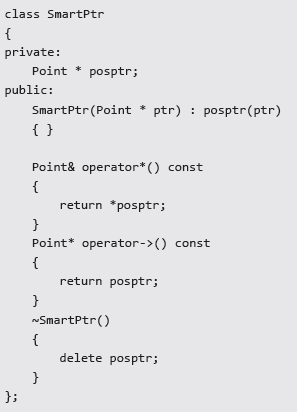 class SmartPtr
{
private:
    Point * posptr;
public:
    SmartPtr(Point * ptr) : posptr(ptr)
    { }

    Point& operator*() const
    {
        return *posptr;
    }
    Point* operator->() const
    {
        return posptr;
    }
    ~SmartPtr()
    {
        delete posptr;
    }
};